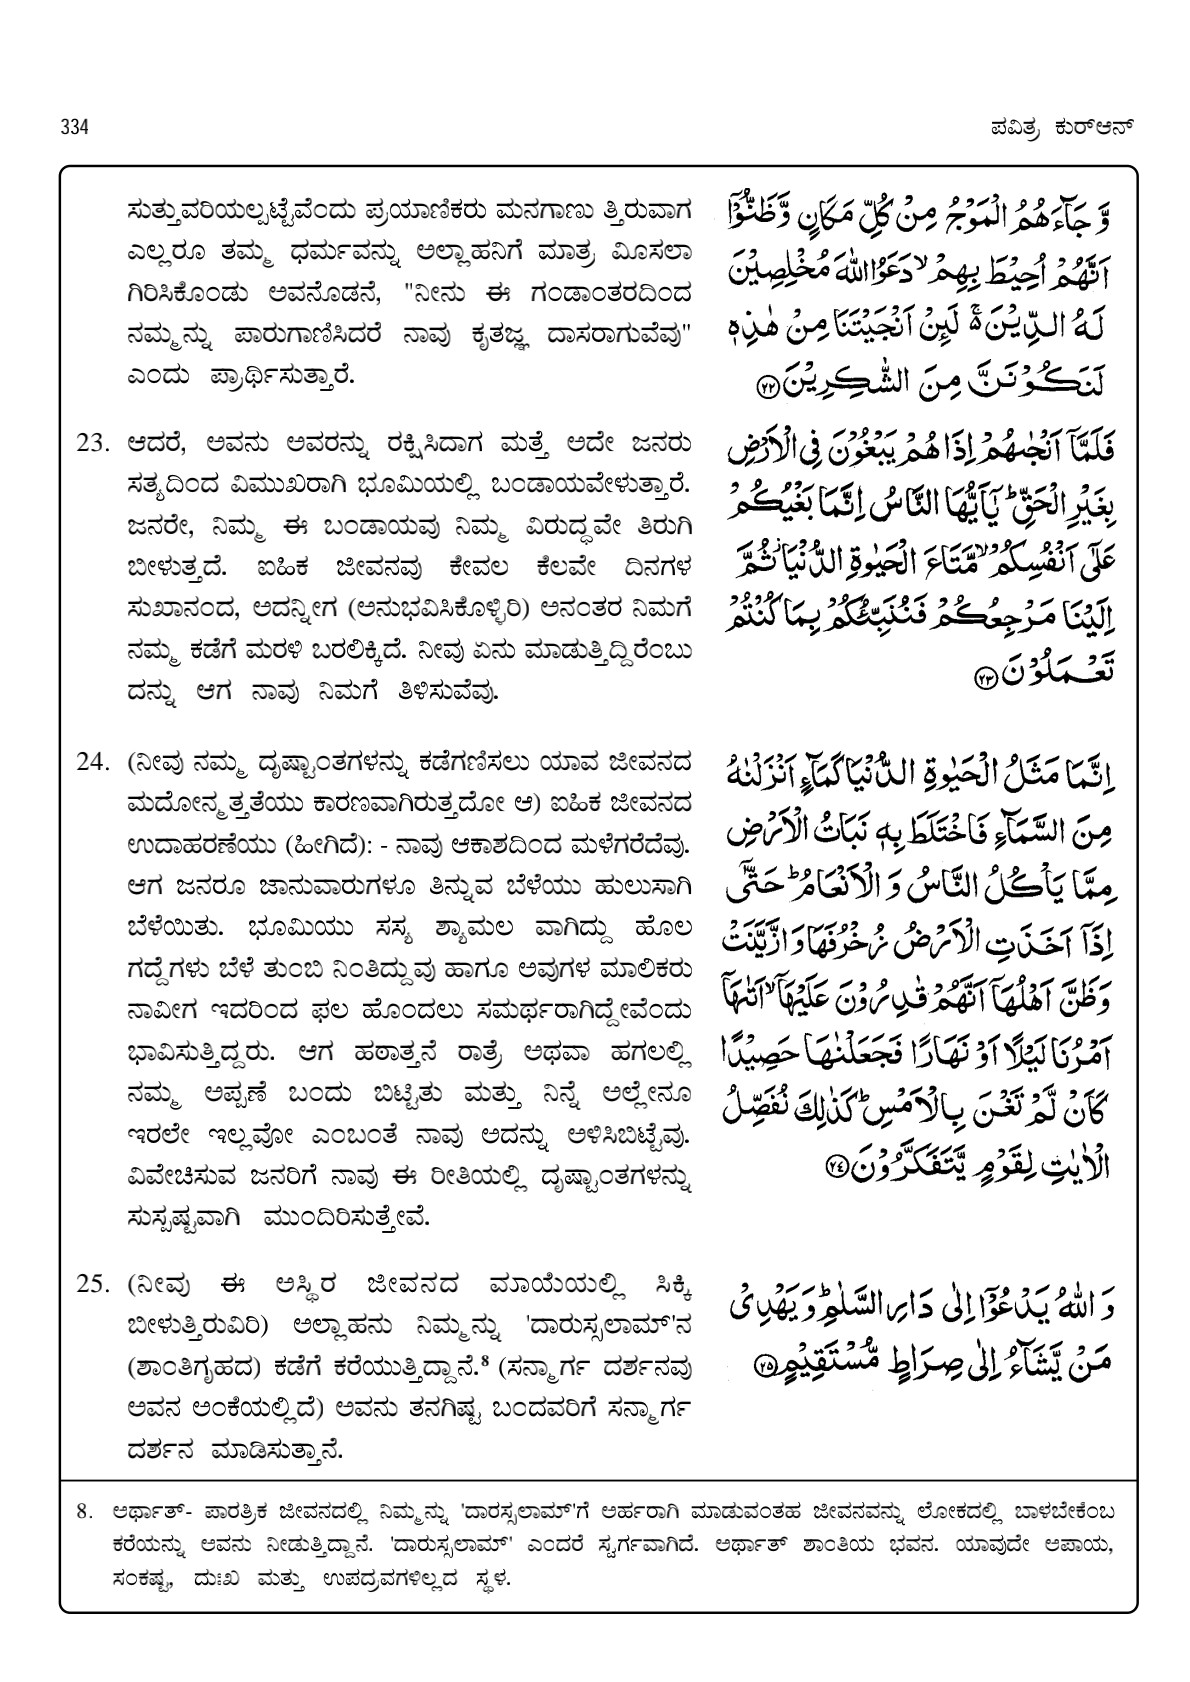 334
ಪವಿತ್ರ ಕುರ್‌ಆನ್
ಸುತ್ತುವರಿಯಲ್ಪಟ್ಟೆವೆಂದು ಪ್ರಯಾಣಿಕರು ಮನಗಾಣು ತ್ತಿರುವಾಗ
ಎಲ್ಲರೂ ತಮ್ಮ ಧರ್ಮವನ್ನು ಅಲ್ಲಾಹನಿಗೆ ಮಾತ್ರ ಮೀಸಲಾ
ಗಿರಿಸಿಕೊಂಡು ಅವನೊಡನೆ, "ನೀನು ಈ ಗಂಡಾಂತರದಿಂದ
ನಮ್ಮನ್ನು ಪಾರುಗಾಣಿಸಿದರೆ ನಾವು ಕೃತಜ್ಞ ದಾಸರಾಗುವೆವು"
ಎಂದು ಪ್ರಾರ್ಥಿಸುತ್ತಾರೆ.
وَّ جَآءَهُمُ الْمَوْجُ مِنْ كُلِّ مَكَانٍ وَّظَنُّوْۤا
اَنَّهُمْ اُحِيْطَ بِهِمْ ۙ دَعَوُا اللّٰهَ مُخْلِصِيْنَ
لَهُ الدِّيْنَ ۚ۬ لَئِنْ اَنْجَيْتَنَا مِنْ هٰذِهٖ
لَنَكُوْنَنَّ مِنَ الشّٰكِرِيْنَ ﴿٢٢﴾
23. ಆದರೆ, ಅವನು ಅವರನ್ನು ರಕ್ಷಿಸಿದಾಗ ಮತ್ತೆ ಅದೇ ಜನರು
ಸತ್ಯದಿಂದ ವಿಮುಖರಾಗಿ ಭೂಮಿಯಲ್ಲಿ ಬಂಡಾಯವೇಳುತ್ತಾರೆ.
ಜನರೇ, ನಿಮ್ಮ ಈ ಬಂಡಾಯವು ನಿಮ್ಮ ವಿರುದ್ಧವೇ ತಿರುಗಿ
ಬೀಳುತ್ತದೆ. ಐಹಿಕ ಜೀವನವು ಕೇವಲ ಕೆಲವೇ ದಿನಗಳ
ಸುಖಾನಂದ, ಅದನ್ನೀಗ (ಅನುಭವಿಸಿಕೊಳ್ಳಿರಿ) ಅನಂತರ ನಿಮಗೆ
ನಮ್ಮ ಕಡೆಗೆ ಮರಳಿ ಬರಲಿಕ್ಕಿದೆ. ನೀವು ಏನು ಮಾಡುತ್ತಿದ್ದಿರೆಂಬು
ದನ್ನು ಆಗ ನಾವು ನಿಮಗೆ ತಿಳಿಸುವೆವು.
فَلَمَّاۤ اَنْجٰىهُمْ اِذَا هُمْ يَبْغُوْنَ فِى الْاَرْضِ
بِغَيْرِ الْحَقِّ ؕ يٰۤاَيُّهَا النَّاسُ اِنَّمَا بَغْيُكُمْ
عَلٰٓى اَنْفُسِكُمْ ۙ مَّتَاعَ الْحَيٰوةِ الدُّنْيَا ؗ ثُمَّ
اِلَيْنَا مَرْجِعُكُمْ فَنُنَبِّئُكُمْ بِمَا كُنْتُمْ
تَعْمَلُوْنَ ﴿٢٣﴾
24. (ನೀವು ನಮ್ಮ ದೃಷ್ಟಾಂತಗಳನ್ನು ಕಡೆಗಣಿಸಲು ಯಾವ ಜೀವನದ
ಮದೋನ್ಮತ್ತತೆಯು ಕಾರಣವಾಗಿರುತ್ತದೋ ಆ) ಐಹಿಕ ಜೀವನದ
ಉದಾಹರಣೆಯು (ಹೀಗಿದೆ): - ನಾವು ಆಕಾಶದಿಂದ ಮಳೆಗರೆದೆವು.
ಆಗ ಜನರೂ ಜಾನುವಾರುಗಳೂ ತಿನ್ನುವ ಬೆಳೆಯು ಹುಲುಸಾಗಿ
ಬೆಳೆಯಿತು. ಭೂಮಿಯು ಸಸ್ಯ ಶ್ಯಾಮಲ ವಾಗಿದ್ದು ಹೊಲ
ಗದ್ದೆಗಳು ಬೆಳೆ ತುಂಬಿ ನಿಂತಿದ್ದುವು ಹಾಗೂ ಅವುಗಳ ಮಾಲಿಕರು
ನಾವೀಗ ಇದರಿಂದ ಫಲ ಹೊಂದಲು ಸಮರ್ಥರಾಗಿದ್ದೇವೆಂದು
ಭಾವಿಸುತ್ತಿದ್ದರು. ಆಗ ಹಠಾತ್ತನೆ ರಾತ್ರೆ ಅಥವಾ ಹಗಲಲ್ಲಿ
ನಮ್ಮ ಅಪ್ಪಣೆ ಬಂದು ಬಿಟ್ಟಿತು ಮತ್ತು ನಿನ್ನೆ ಅಲ್ಲೇನೂ
ಇರಲೇ ಇಲ್ಲವೋ ಎಂಬಂತೆ ನಾವು ಅದನ್ನು ಅಳಿಸಿಬಿಟ್ಟೆವು.
ವಿವೇಚಿಸುವ ಜನರಿಗೆ ನಾವು ಈ ರೀತಿಯಲ್ಲಿ ದೃಷ್ಟಾಂತಗಳನ್ನು
ಸುಸ್ಪಷ್ಟವಾಗಿ ಮುಂದಿರಿಸುತ್ತೇವೆ.
اِنَّمَا مَثَلُ الْحَيٰوةِ الدُّنْيَا كَمَآءٍ اَنْزَلْنٰهُ
مِنَ السَّمَآءِ فَاخْتَلَطَ بِهٖ نَبَاتُ الْاَرْضِ
مِمَّا يَاْكُلُ النَّاسُ وَ الْاَنْعَامُ ؕ حَتّٰٓى
اِذَاۤ اَخَذَتِ الْاَرْضُ زُخْرُفَهَا وَ ازَّيَّنَتْ
وَظَنَّ اَهْلُهَاۤ اَنَّهُمْ قٰدِرُوْنَ عَلَيْهَاۤ ۙ اَتٰىهَاۤ
اَمْرُنَا لَيْلًا اَوْ نَهَارًا فَجَعَلْنٰهَا حَصِيْدًا
كَاَنْ لَّمْ تَغْنَ بِالْاَمْسِ ؕ كَذٰلِكَ نُفَصِّلُ
الْاٰيٰتِ لِقَوْمٍ يَّتَفَكَّرُوْنَ ﴿٢٤﴾
25. (ನೀವು ಈ ಅಸ್ಥಿರ ಜೀವನದ ಮಾಯೆಯಲ್ಲಿ ಸಿಕ್ಕಿ
ಬೀಳುತ್ತಿರುವಿರಿ) ಅಲ್ಲಾಹನು ನಿಮ್ಮನ್ನು 'ದಾರುಸ್ಸಲಾಮ್'ನ
(ಶಾಂತಿಗೃಹದ) ಕಡೆಗೆ ಕರೆಯುತ್ತಿದ್ದಾನೆ.⁸ (ಸನ್ಮಾರ್ಗ ದರ್ಶನವು
ಅವನ ಅಂಕೆಯಲ್ಲಿದೆ) ಅವನು ತನಗಿಷ್ಟ ಬಂದವರಿಗೆ ಸನ್ಮಾರ್ಗ
ದರ್ಶನ ಮಾಡಿಸುತ್ತಾನೆ.
وَ اللّٰهُ يَدْعُوْۤا اِلٰى دَارِ السَّلٰمِ ؕ وَ يَهْدِىْ
مَنْ يَّشَآءُ اِلٰى صِرَاطٍ مُّسْتَقِيْمٍ ﴿٢٥﴾
8. ಅರ್ಥಾತ್- ಪಾರತ್ರಿಕ ಜೀವನದಲ್ಲಿ ನಿಮ್ಮನ್ನು 'ದಾರಸ್ಸಲಾಮ್'ಗೆ ಅರ್ಹರಾಗಿ ಮಾಡುವಂತಹ ಜೀವನವನ್ನು ಲೋಕದಲ್ಲಿ ಬಾಳಬೇಕೆಂಬ
ಕರೆಯನ್ನು ಅವನು ನೀಡುತ್ತಿದ್ದಾನೆ. 'ದಾರುಸ್ಸಲಾಮ್' ಎಂದರೆ ಸ್ವರ್ಗವಾಗಿದೆ. ಅರ್ಥಾತ್ ಶಾಂತಿಯ ಭವನ. ಯಾವುದೇ ಅಪಾಯ,
ಸಂಕಷ್ಟ, ದುಃಖ ಮತ್ತು ಉಪದ್ರವಗಳಿಲ್ಲದ ಸ್ಥಳ.